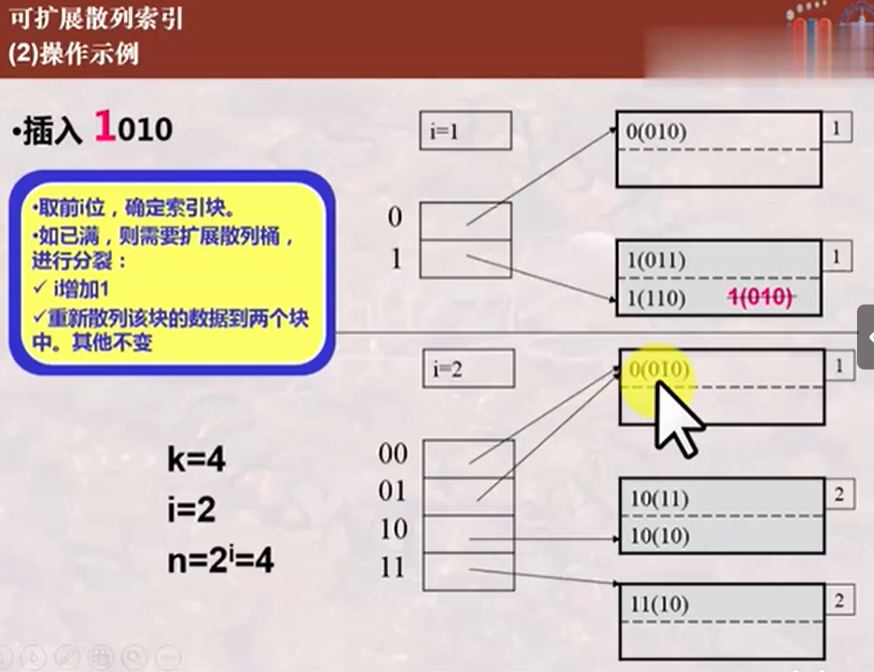 可扩展散列索引
(2)操作示例
•插入 1010
•取前i位，确定索引块。
•如已满，则需要扩展散列桶，
进行分裂：
✓ i增加1
✓重新散列该块的数据到两个块
中。其他不变
k=4
i=2
n=2ⁱ=4
i=1
0
1
0(010)
1
1(011)
1
1(110) 1(010)
i=2
00
01
10
11
0(010)
1
10(11)
2
10(10)
11(10)
2